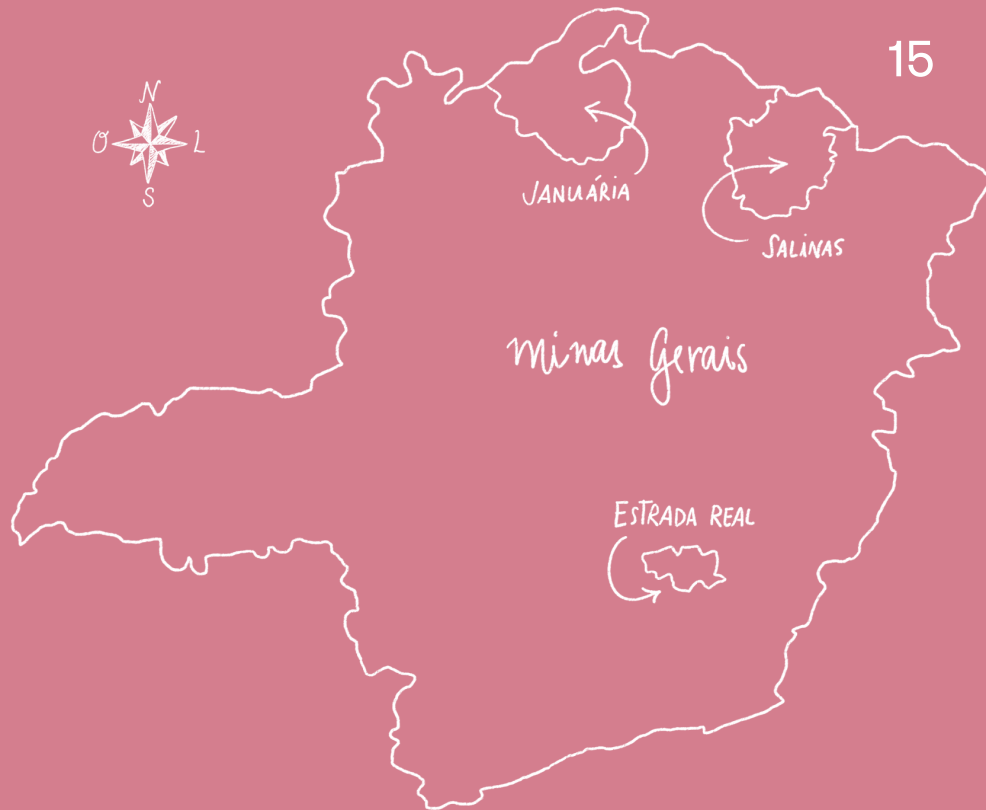 15
N
O L
S
JANUÁRIA
SALINAS
Minas Gerais
ESTRADA REAL